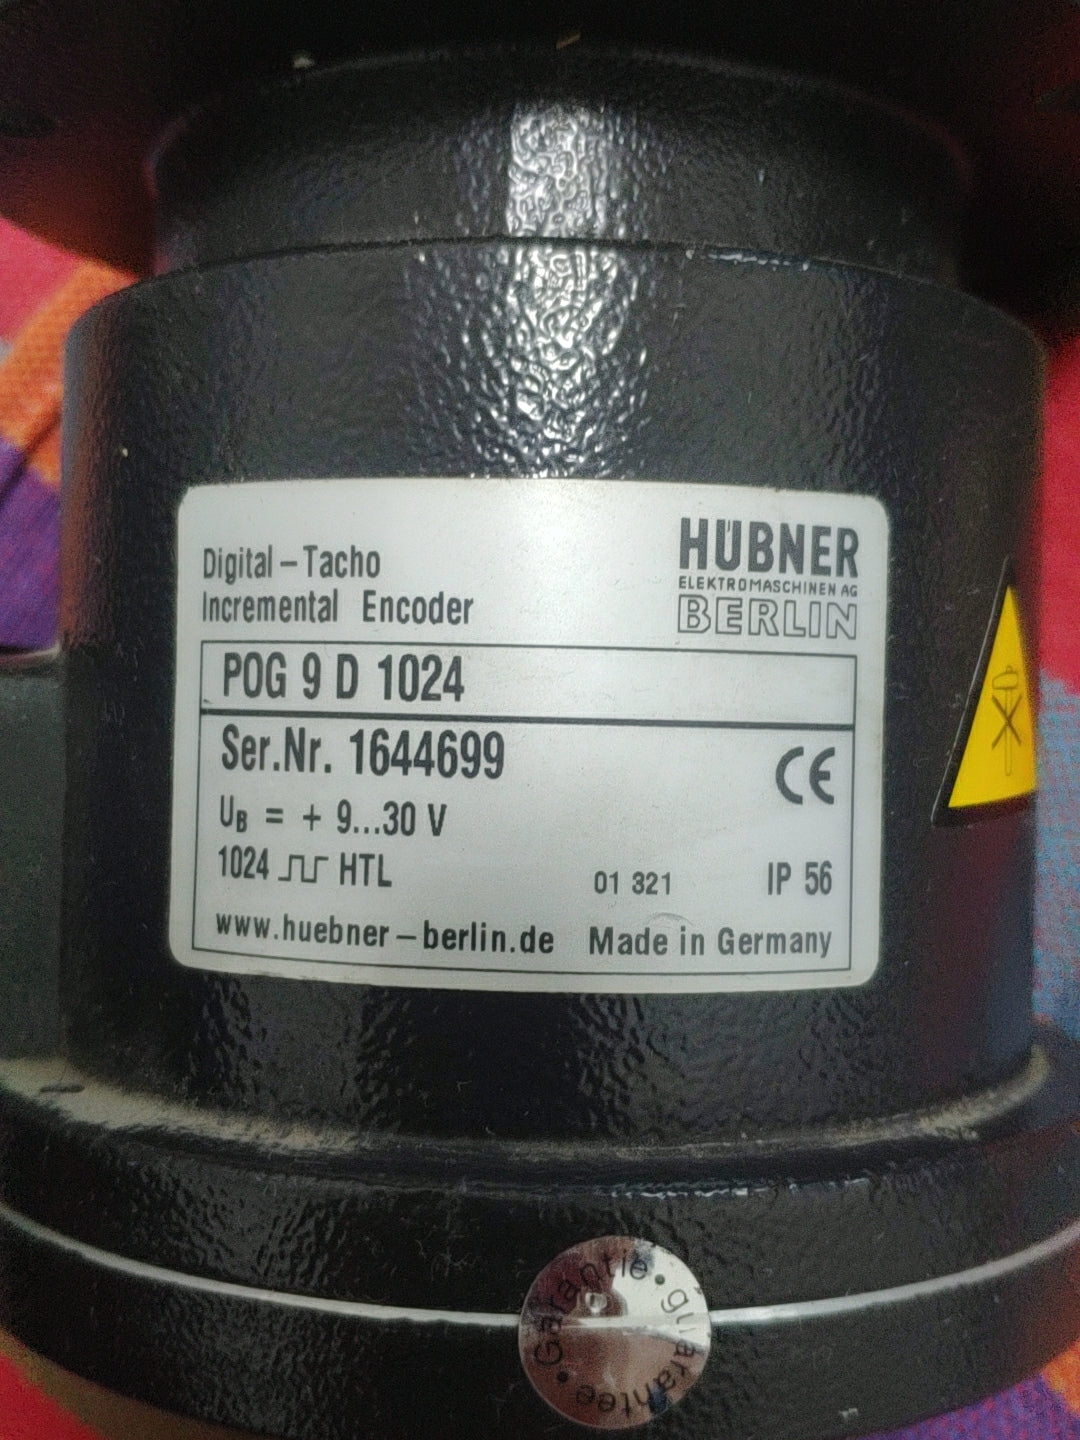 Digital – Tacho
Incremental Encoder
HÜBNER
ELEKTROMASCHINEN AG
BERLIN
POG 9 D 1024
Ser.Nr. 1644699
UB = + 9...30 V
CE
1024 HTL
01 321
IP 56
www.huebner–berlin.de
Made in Germany
Garantie • guarantee •